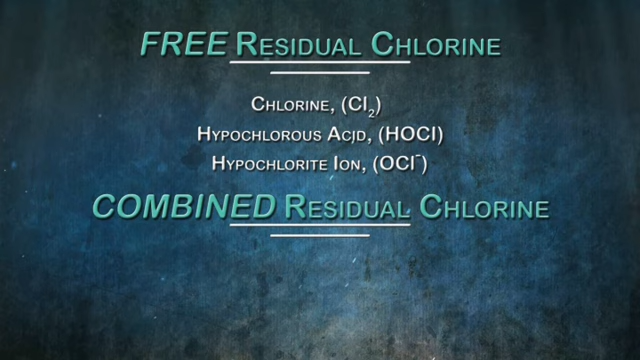 FREE RESIDUAL CHLORINE
CHLORINE, (Cl₂)
HYPOCHLOROUS ACID, (HOCl)
HYPOCHLORITE ION, (OCl⁻)
COMBINED RESIDUAL CHLORINE